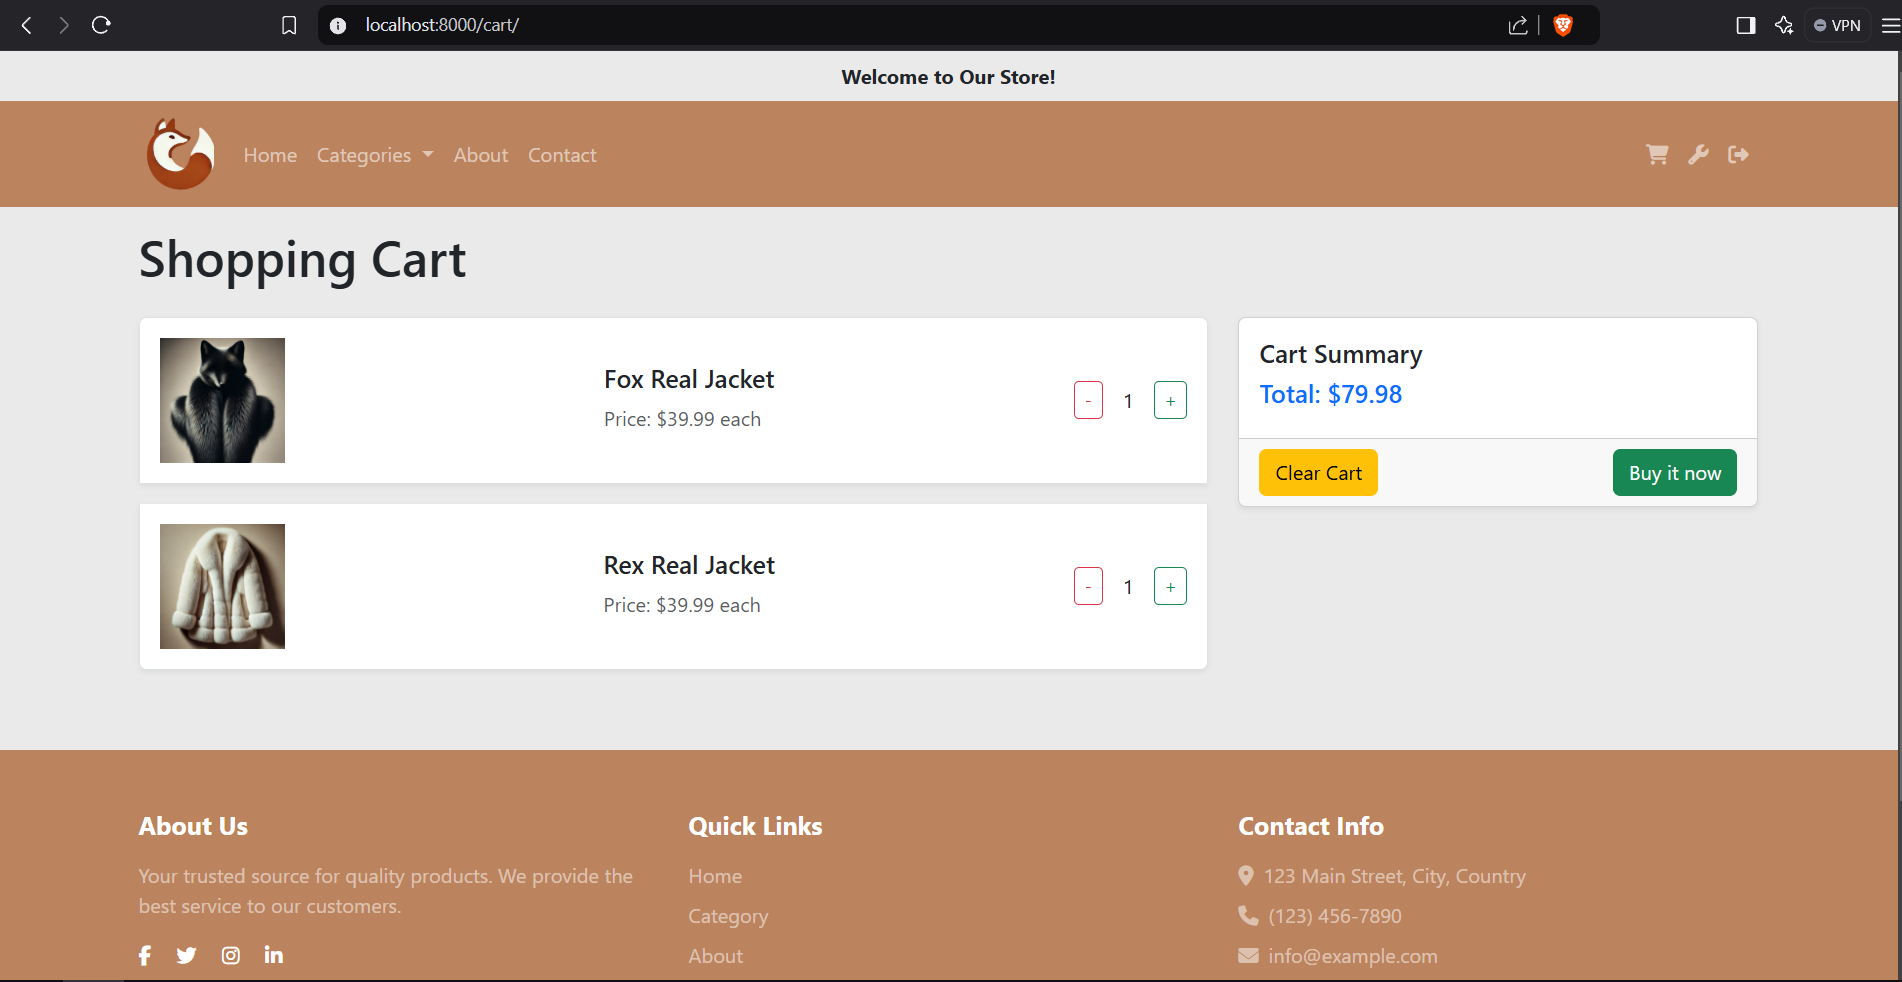 localhost:8000/cart/
VPN
Welcome to Our Store!
Home Categories About Contact
Shopping Cart
Fox Real Jacket
Price: $39.99 each
- 1 +
Rex Real Jacket
Price: $39.99 each
- 1 +
Cart Summary
Total: $79.98
Clear Cart Buy it now
About Us
Your trusted source for quality products. We provide the
best service to our customers.
Quick Links
Home
Category
About
Contact Info
123 Main Street, City, Country
(123) 456-7890
info@example.com